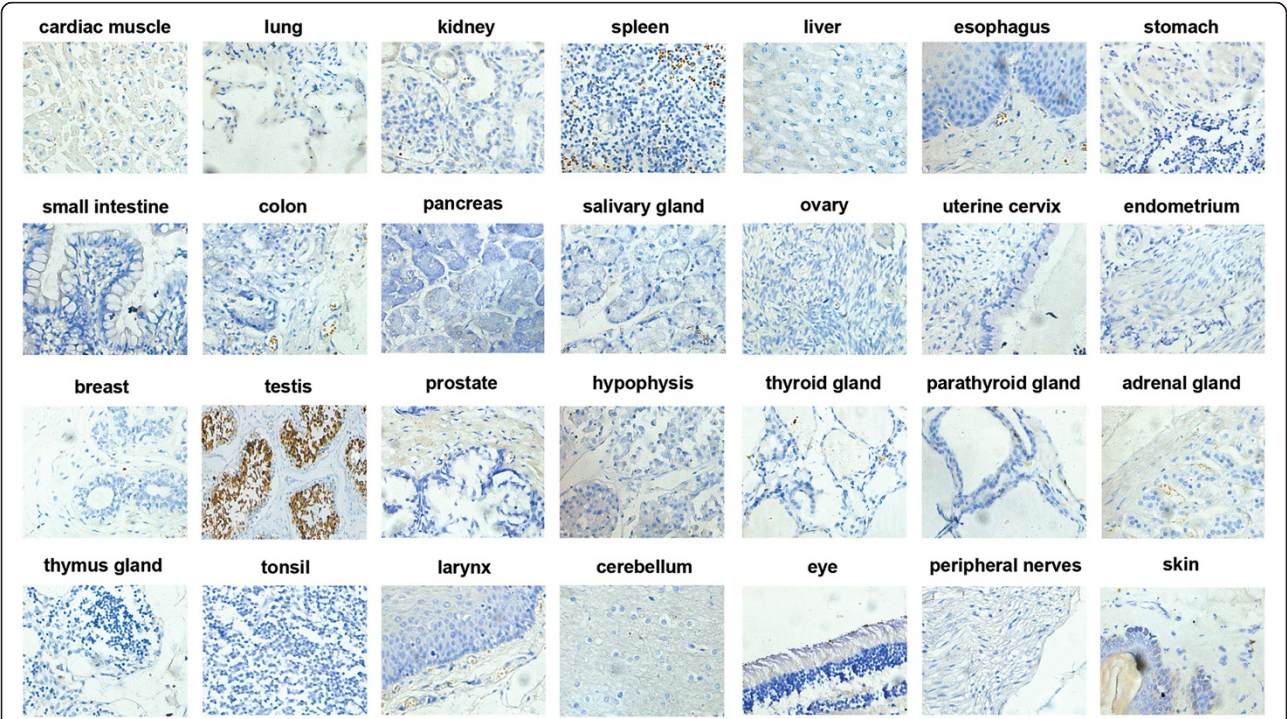 cardiac muscle lung kidney spleen liver esophagus stomach
small intestine colon pancreas salivary gland ovary uterine cervix endometrium
breast testis prostate hypophysis thyroid gland parathyroid gland adrenal gland
thymus gland tonsil larynx cerebellum eye peripheral nerves skin